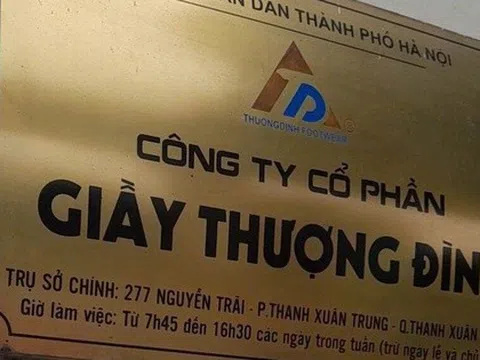 DÂN THÀNH PHỐ HÀ NỘI
THUONGDINH FOOTWEAR
CÔNG TY CỔ PHẦN
GIẦY THƯỢNG ĐÌN
TRỤ SỞ CHÍNH: 277 NGUYỄN TRÃI - P.THANH XUÂN TRUNG - Q.THANH XUÂN
Giờ làm việc: Từ 7h45 đến 16h30 các ngày trong tuần (trừ ngày lễ và